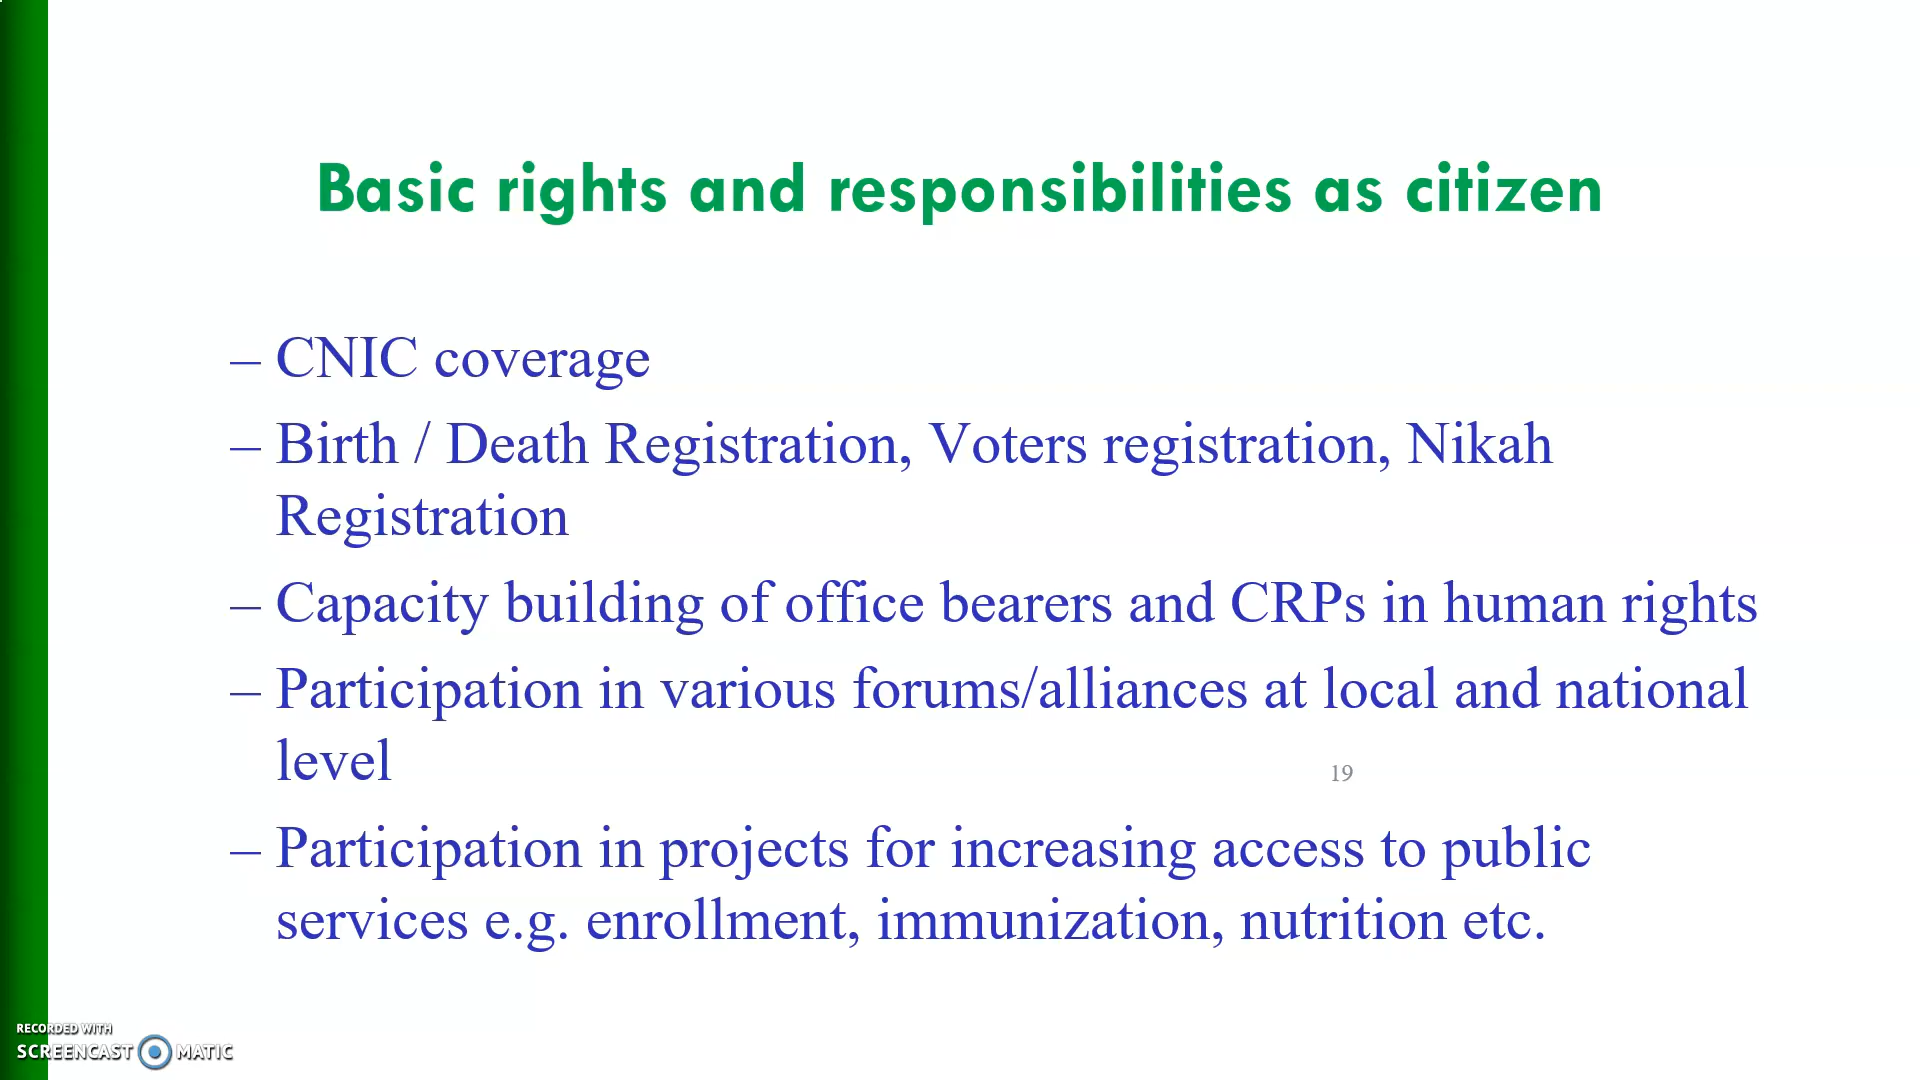 Basic rights and responsibilities as citizen
– CNIC coverage
– Birth / Death Registration, Voters registration, Nikah
Registration
– Capacity building of office bearers and CRPs in human rights
– Participation in various forums/alliances at local and national
level
19
– Participation in projects for increasing access to public
services e.g. enrollment, immunization, nutrition etc.
RECORDED WITH
SCREENCAST MATIC